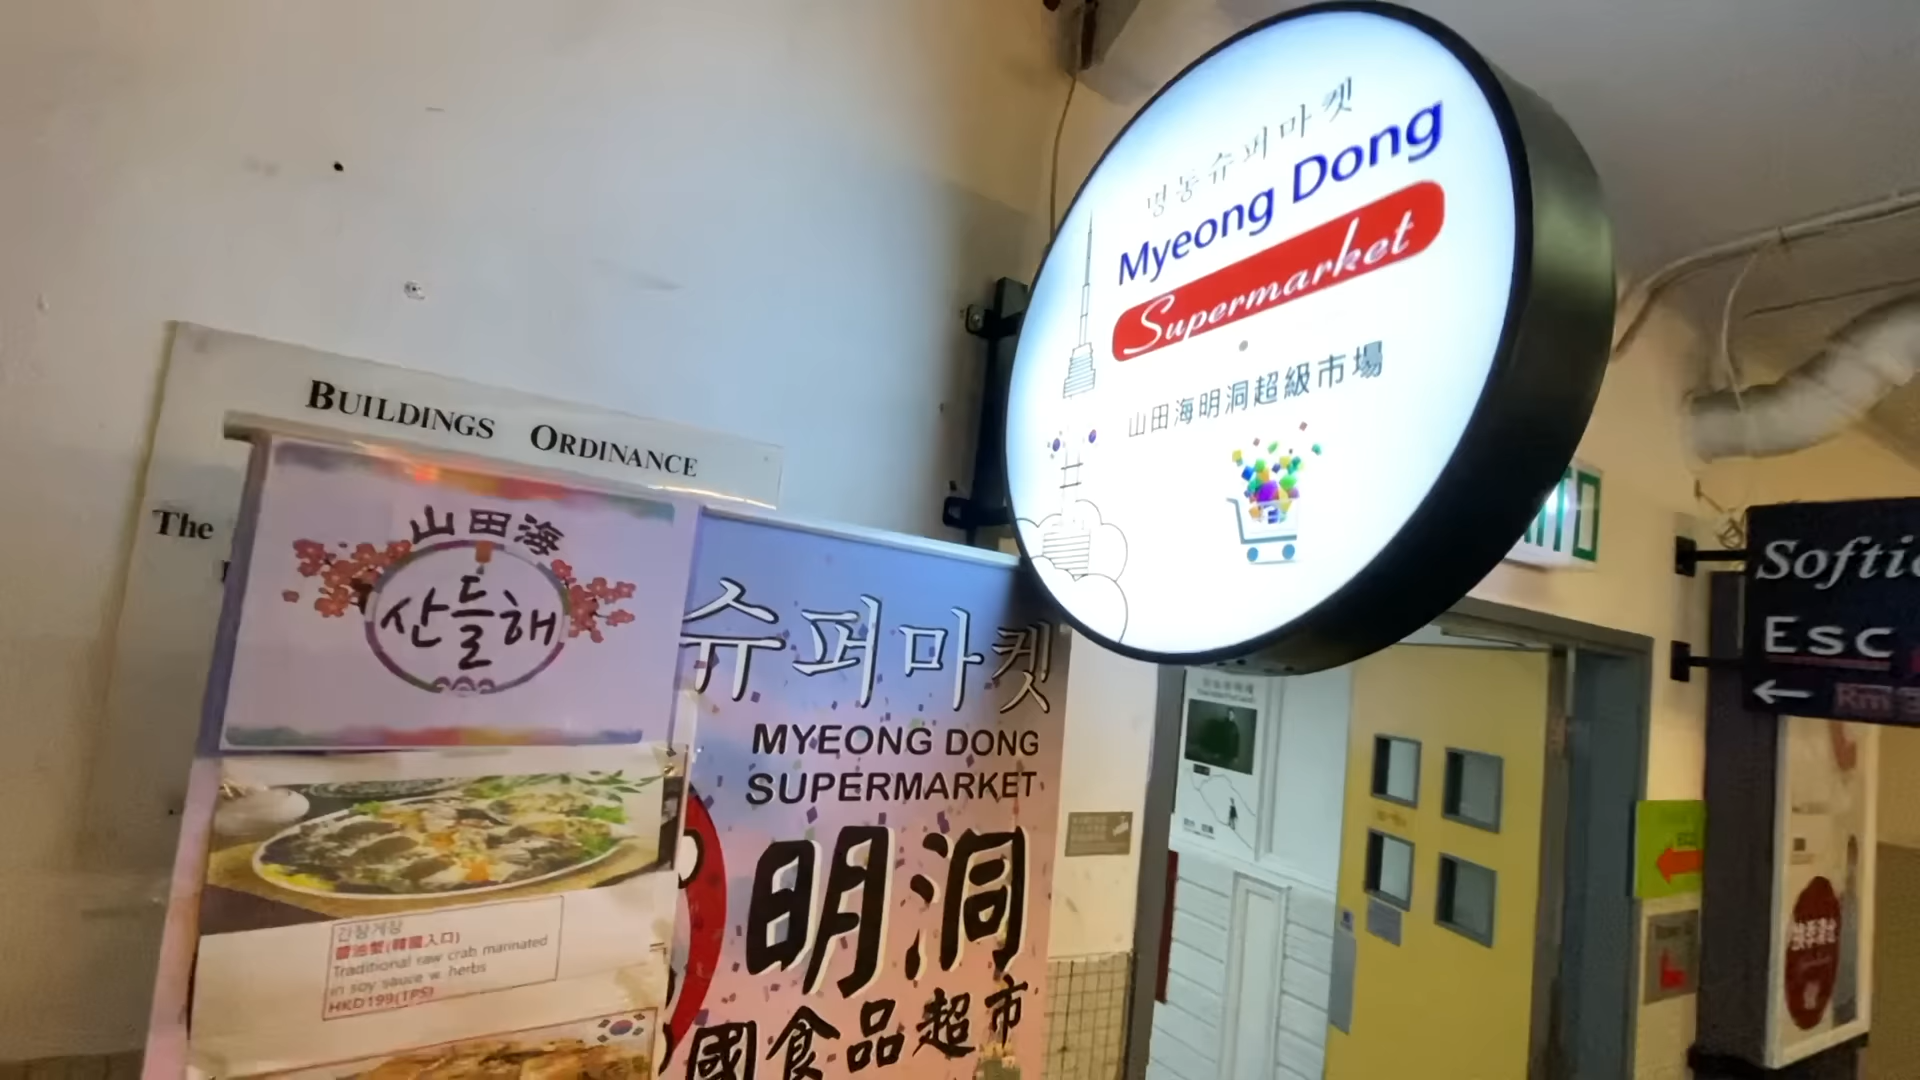 명동슈퍼마켓
Myeong Dong
Supermarket
山田海明洞超級市場
BUILDINGS ORDINANCE
The
山田海
산들해
간장게장
醬油蟹(韓國入口)
Traditional raw crab marinated
in soy sauce w. herbs
HKD199(1PS)
슈퍼마켓
MYEONG DONG
SUPERMARKET
明洞
國食品超市
Esc
← Rm